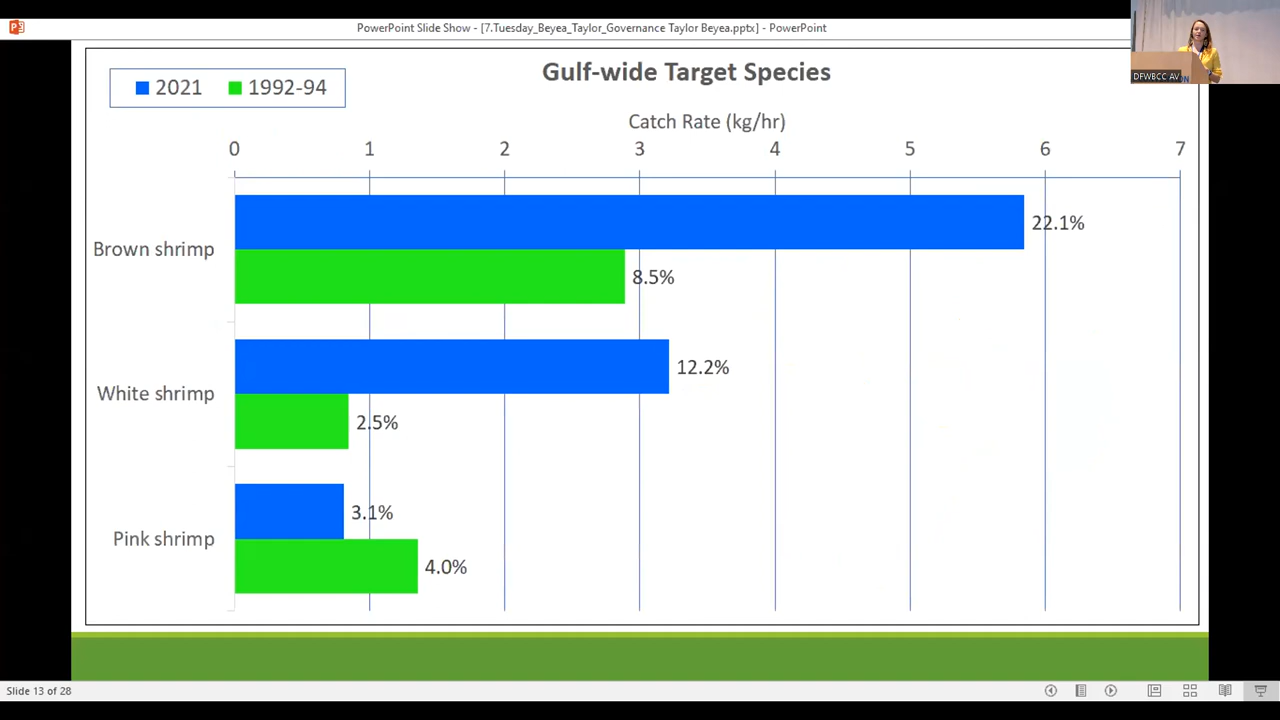 PowerPoint Slide Show - [7.Tuesday_Beyea_Taylor_Governance Taylor Beyea.pptx] - PowerPoint
2021 1992-94
Gulf-wide Target Species
Catch Rate (kg/hr)
0 1 2 3 4 5 6 7
Brown shrimp
22.1%
8.5%
White shrimp
12.2%
2.5%
Pink shrimp
3.1%
4.0%
DFWBCC AV
Slide 13 of 28